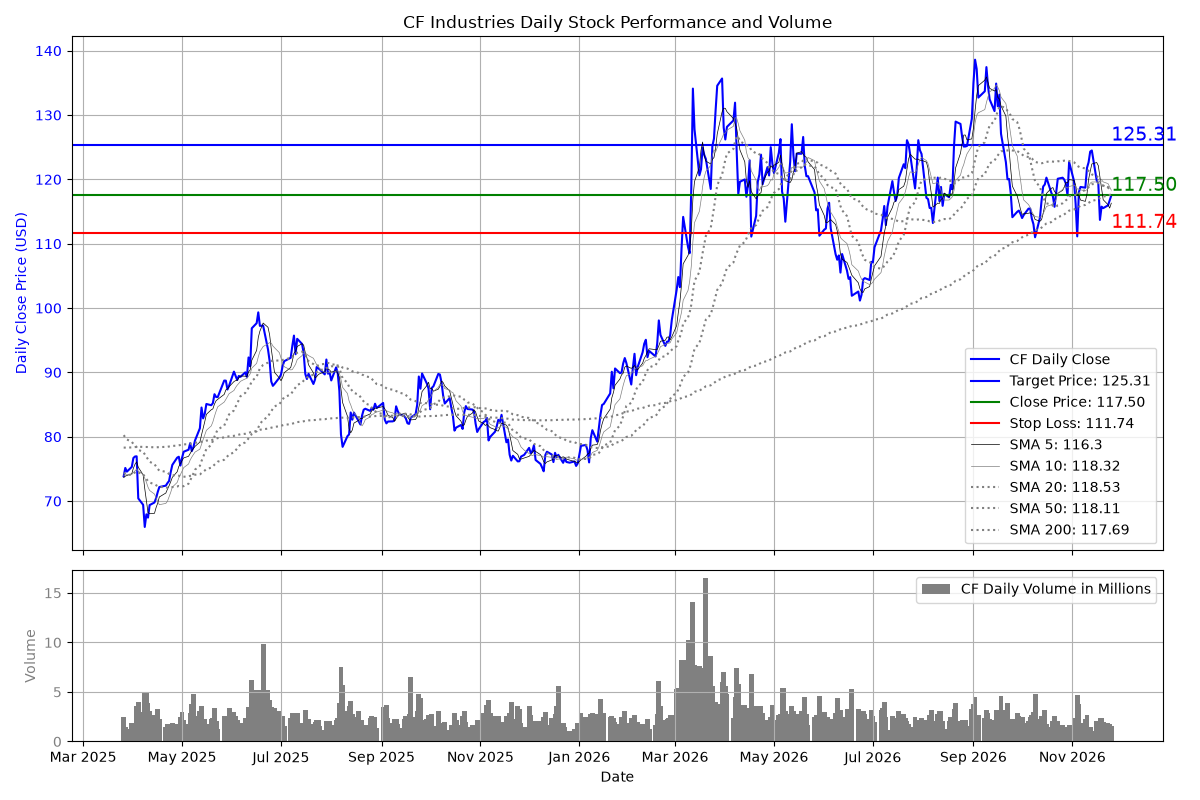 CF Industries Daily Stock Performance and Volume
140
130
120
110
100
90
80
70
Daily Close Price (USD)
125.31
117.50
111.74
CF Daily Close
Target Price: 125.31
Close Price: 117.50
Stop Loss: 111.74
SMA 5: 116.3
SMA 10: 118.32
SMA 20: 118.53
SMA 50: 118.11
SMA 200: 117.69
CF Daily Volume in Millions
15
10
5
0
Volume
Mar 2025 May 2025 Jul 2025 Sep 2025 Nov 2025 Jan 2026 Mar 2026 May 2026 Jul 2026 Sep 2026 Nov 2026
Date